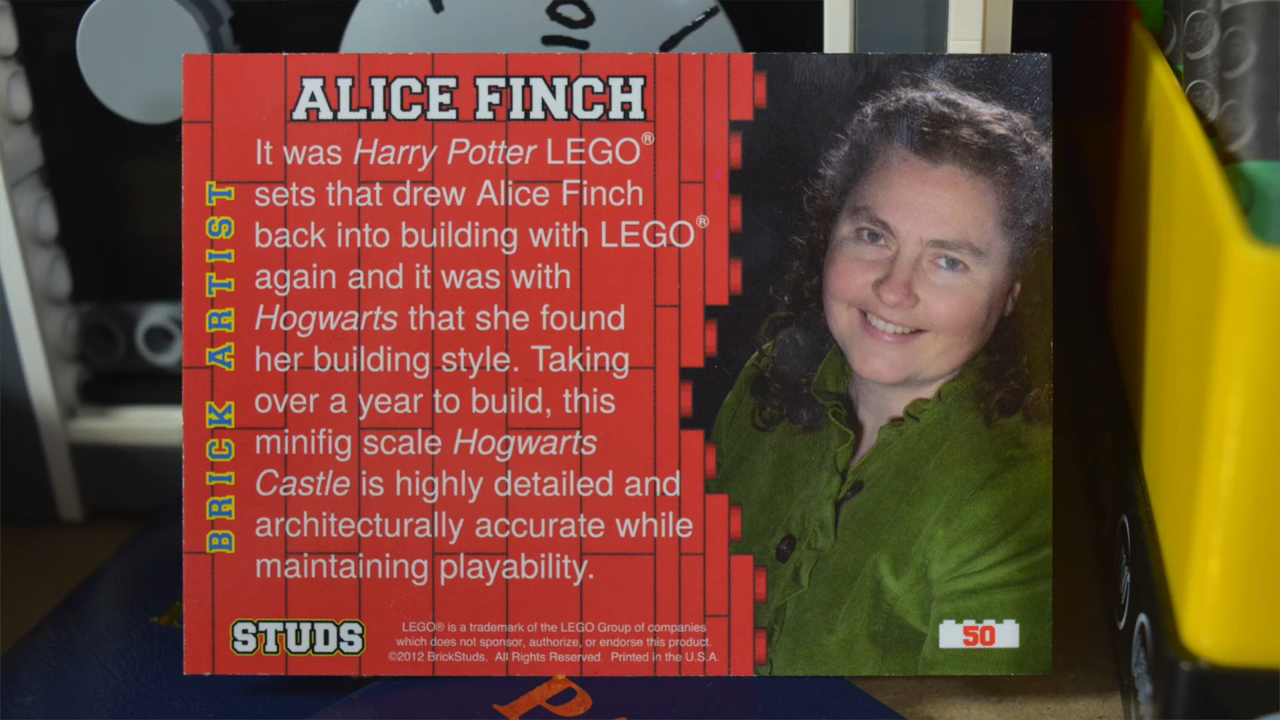 10
ALICE FINCH
It was Harry Potter LEGO®
sets that drew Alice Finch
back into building with LEGO®
again and it was with
Hogwarts that she found
her building style. Taking
over a year to build, this
minifig scale Hogwarts
Castle is highly detailed and
architecturally accurate while
maintaining playability.
BRICK ARTIST
STUDS
LEGO® is a trademark of the LEGO Group of companies
which does not sponsor, authorize, or endorse this product.
©2012 BrickStuds. All Rights Reserved. Printed in the U.S.A.
50